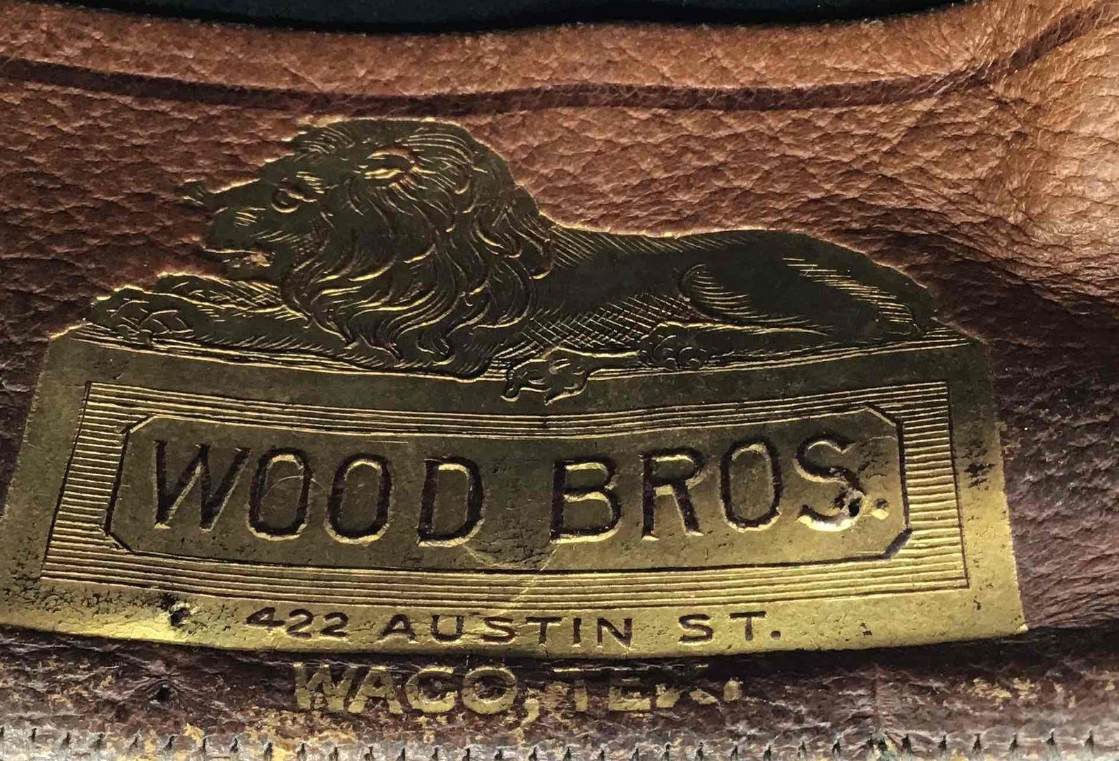 WOOD BROS.
422 AUSTIN ST.
WACO, TEX.